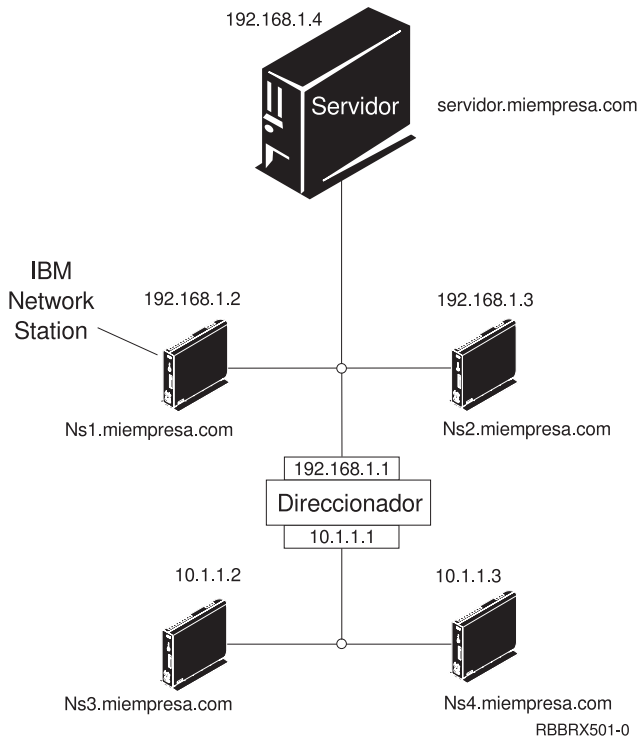 192.168.1.4
Servidor
servidor.miempresa.com
IBM
Network
Station
192.168.1.2
192.168.1.3
Ns1.miempresa.com
Ns2.miempresa.com
192.168.1.1
Direccionador
10.1.1.1
10.1.1.2
10.1.1.3
Ns3.miempresa.com
Ns4.miempresa.com
RBBRX501-0